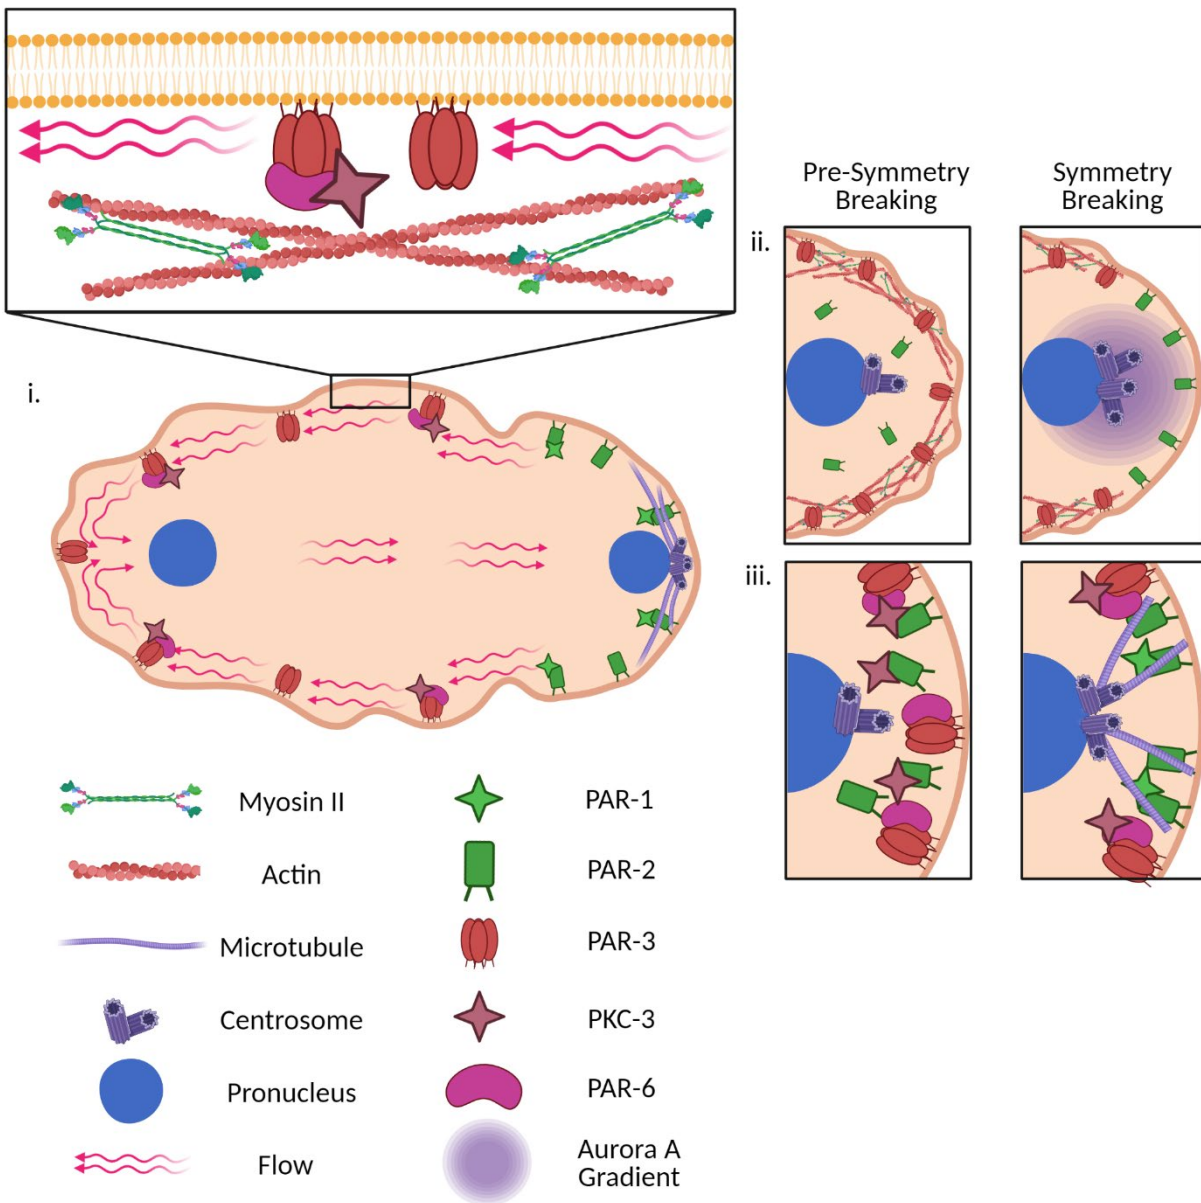 Pre-Symmetry
Breaking
Symmetry
Breaking
ii.
i.
iii.
Myosin II
PAR-1
Actin
PAR-2
Microtubule
PAR-3
Centrosome
PKC-3
Pronucleus
PAR-6
Flow
Aurora A
Gradient